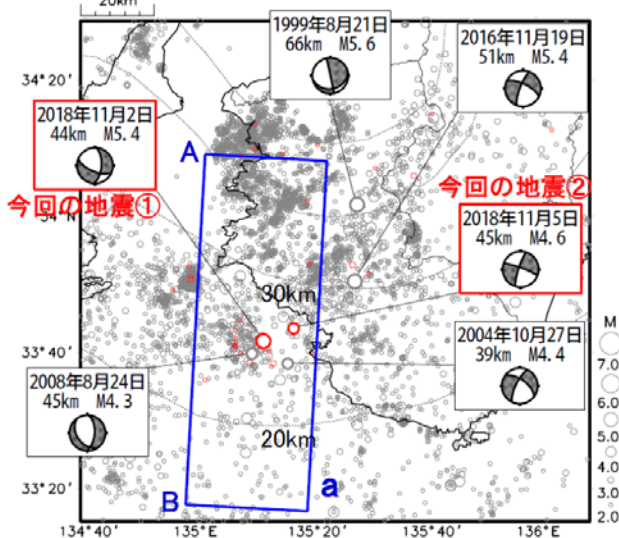 20km
1999年8月21日
66km M5.6
2016年11月19日
51km M5.4
34°20'
2018年11月2日
44km M5.4
A
今回の地震①
今回の地震②
2018年11月5日
45km M4.6
30km
33°40'
2004年10月27日
39km M4.4
2008年8月24日
45km M4.3
20km
33°20'
B
a
M
7.0
6.0
5.0
4.0
3.0
2.0
134°40'
135°E
135°20'
135°40'
136°E